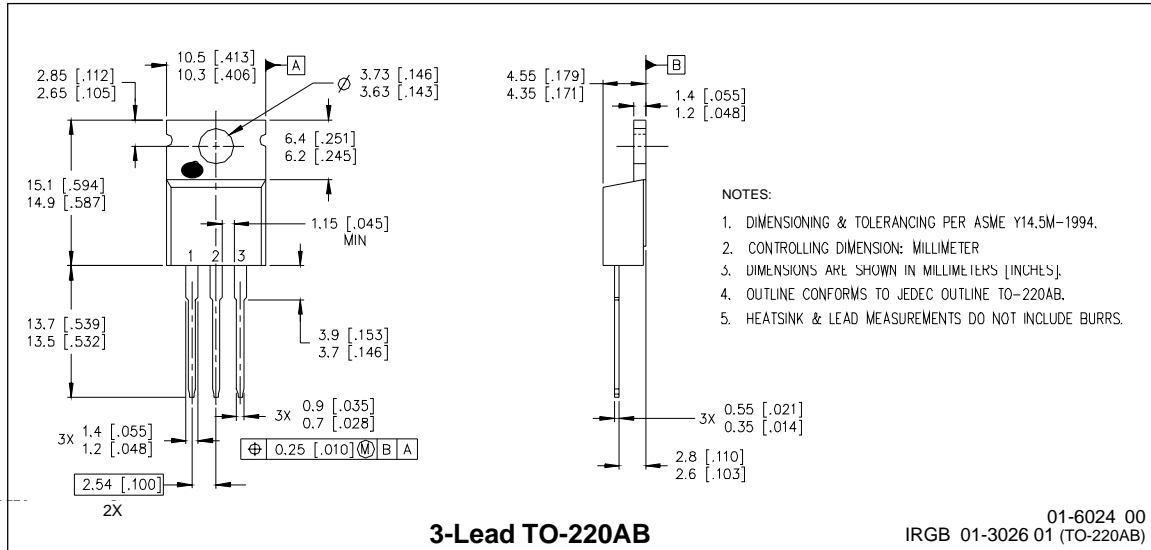 10.5 [.413]
10.3 [.406]
A
2.85 [.112]
2.65 [.105]
Ø 3.73 [.146]
3.63 [.143]
6.4 [.251]
6.2 [.245]
15.1 [.594]
14.9 [.587]
1.15 [.045]
MIN
1 2 3
13.7 [.539]
13.5 [.532]
3.9 [.153]
3.7 [.146]
3X 0.9 [.035]
0.7 [.028]
3X 1.4 [.055]
1.2 [.048]
⌖ 0.25 [.010] Ⓜ B A
2.54 [.100]
2X
4.55 [.179]
4.35 [.171]
B
1.4 [.055]
1.2 [.048]
3X 0.55 [.021]
0.35 [.014]
2.8 [.110]
2.6 [.103]
NOTES:
1. DIMENSIONING & TOLERANCING PER ASME Y14.5M-1994.
2. CONTROLLING DIMENSION: MILLIMETER
3. DIMENSIONS ARE SHOWN IN MILLIMETERS [INCHES].
4. OUTLINE CONFORMS TO JEDEC OUTLINE TO-220AB.
5. HEATSINK & LEAD MEASUREMENTS DO NOT INCLUDE BURRS.
3-Lead TO-220AB
01-6024 00
IRGB 01-3026 01 (TO-220AB)